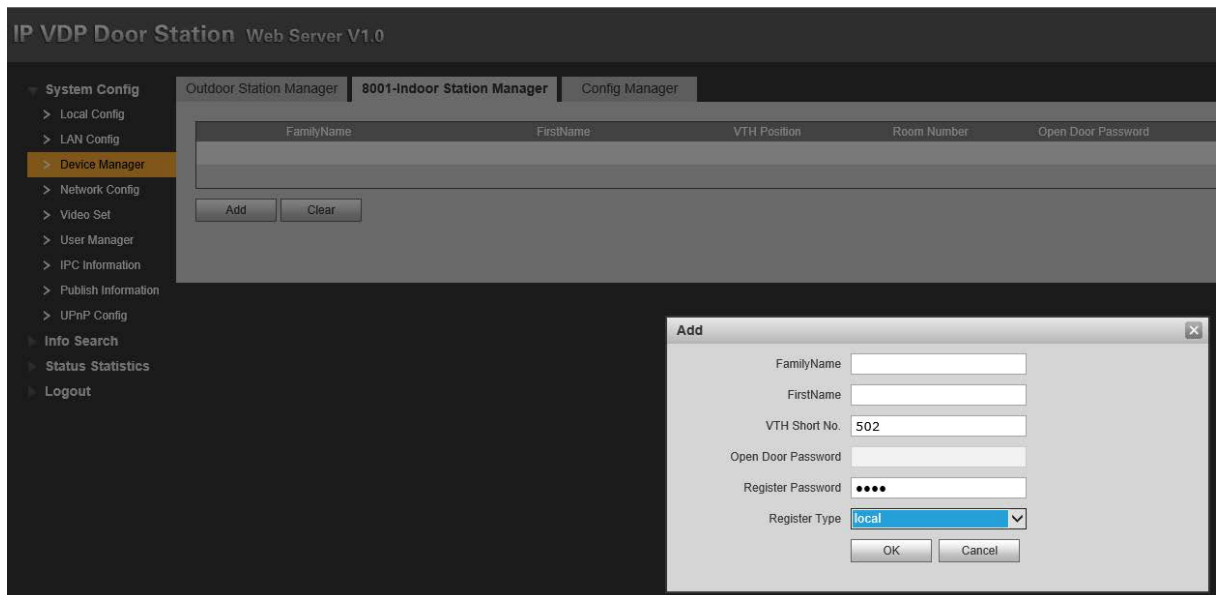 IP VDP Door Station Web Server V1.0
System Config
Local Config
LAN Config
Device Manager
Network Config
Video Set
User Manager
IPC Information
Publish Information
UPnP Config
Info Search
Status Statistics
Logout
Outdoor Station Manager 8001-Indoor Station Manager Config Manager
FamilyName FirstName VTH Position Room Number Open Door Password
Add Clear
Add
FamilyName
FirstName
VTH Short No. 502
Open Door Password
Register Password ●●●●
Register Type local
OK Cancel